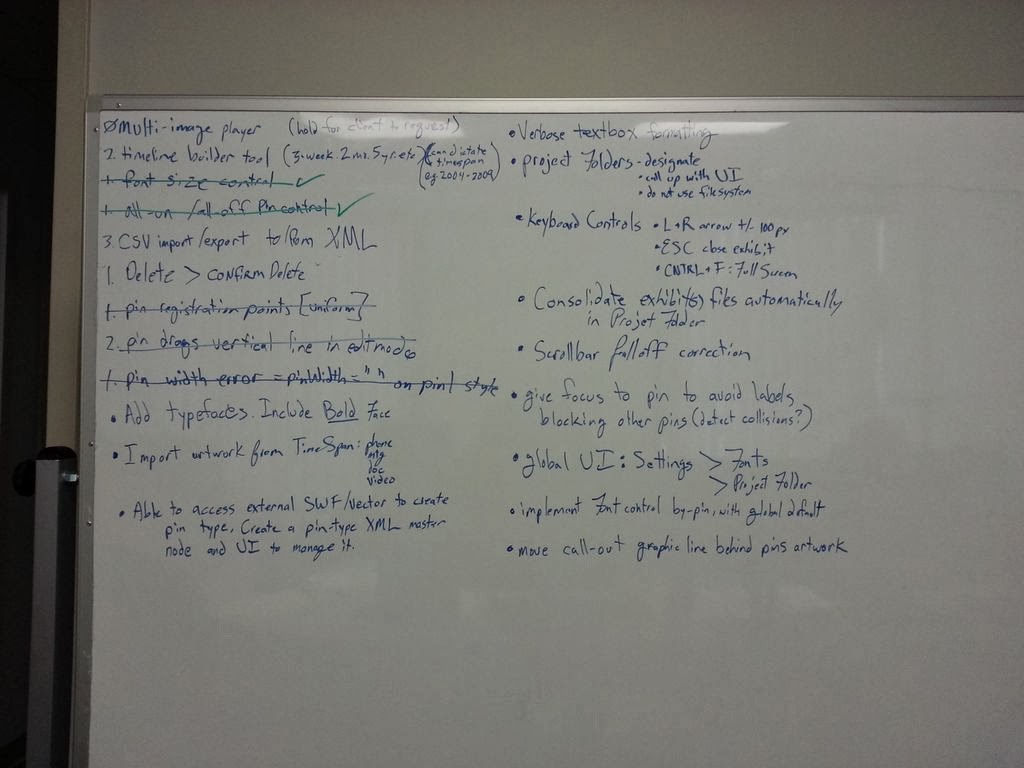 Ø Multi-image player (hold for client to request)
2. timeline builder tool (3-week. 2 mo. 5 yr. etc) (can dictate
timespan
e.g. 2004-2009)
1. font size control ✓
1. all-on / all off Pin control ✓
3. CSV import/export to/from XML
1. Delete > CONFIRM Delete
1. pin registration points [uniform]
2. pin drags vertical line in edit mode
1. pin width error = pinWidth = " " on pin 1 style
• Add typefaces. Include Bold Face
• Import artwork from TimeSpan: phone
doc
video
• Able to access external SWF/vector to create
pin type. Create a pin-type XML master
node and UI to manage it.
• Verbose textbox formatting
• project Folders - designate
• call up with UI
• do not use filesystem
• Keyboard Controls • L+R arrow +/- 100px
• ESC close exhibit
• CNTRL + F: Full Screen
• Consolidate exhibit(s) files automatically
in Projet Folder
• Scrollbar falloff correction
• give focus to pin to avoid labels
blocking other pins (detect collisions?)
• global UI: Settings > Fonts
> Project Folder
• implement Font control by-pin, with global default
• move call-out graphic line behind pins artwork